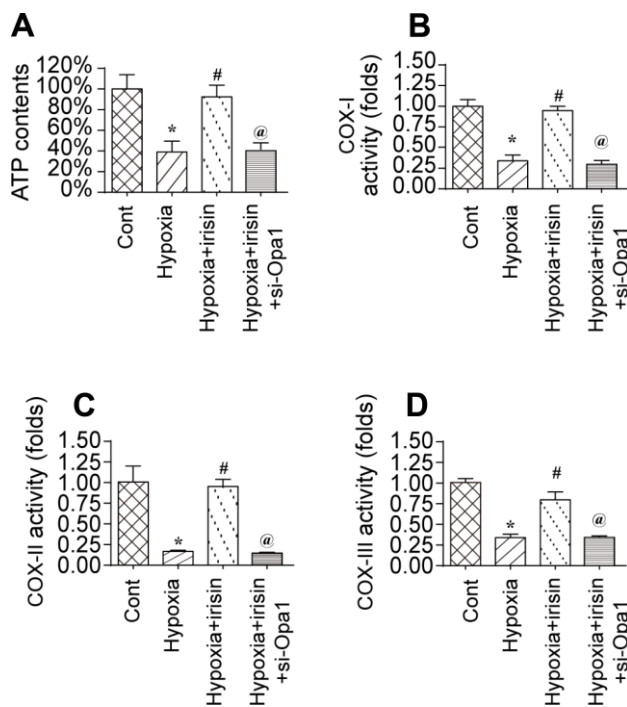 A
ATP contents
120%
100%
80%
60%
40%
20%
0%
*
#
@
Cont
Hypoxia
Hypoxia+irisin
Hypoxia+irisin
+si-Opa1
B
COX-I
activity (folds)
1.50
1.25
1.00
0.75
0.50
0.25
0.00
*
#
@
Cont
Hypoxia
Hypoxia+irisin
Hypoxia+irisin
+si-Opa1
C
COX-II activity (folds)
1.50
1.25
1.00
0.75
0.50
0.25
0.00
*
#
@
Cont
Hypoxia
Hypoxia+irisin
Hypoxia+irisin
+si-Opa1
D
COX-III activity (folds)
1.50
1.25
1.00
0.75
0.50
0.25
0.00
*
#
@
Cont
Hypoxia
Hypoxia+irisin
Hypoxia+irisin
+si-Opa1